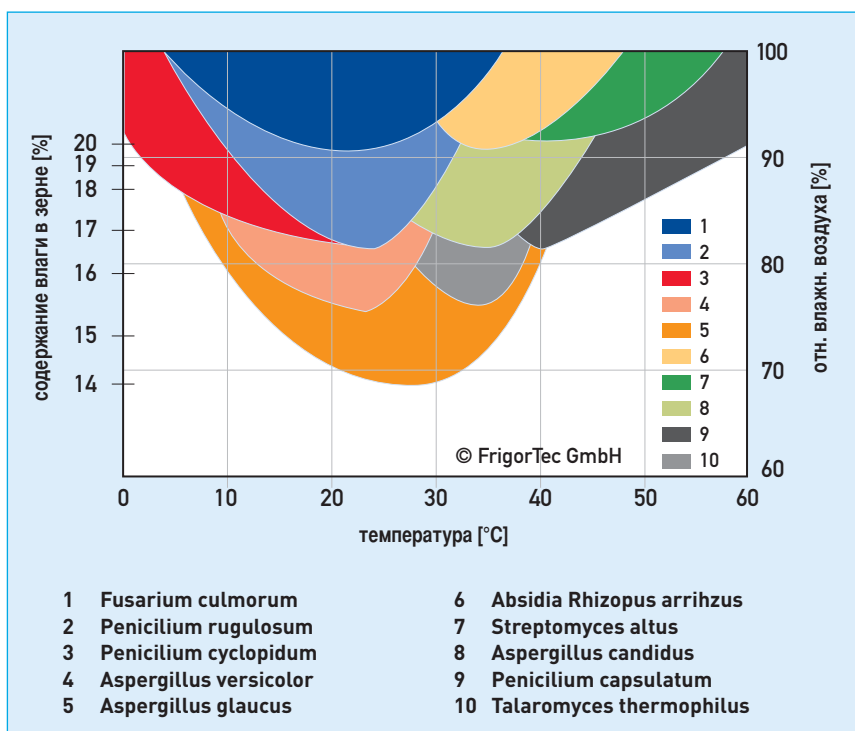 содержание влаги в зерне [%]
20
19
18
17
16
15
14
100
90
80
70
60
отн. влажн. воздуха [%]
1
2
3
4
5
6
7
8
9
10
© FrigorTec GmbH
0 10 20 30 40 50 60
температура [°C]
1 Fusarium culmorum
2 Penicilium rugulosum
3 Penicilium cyclopidum
4 Aspergillus versicolor
5 Aspergillus glaucus
6 Absidia Rhizopus arrihzus
7 Streptomyces altus
8 Aspergillus candidus
9 Penicilium capsulatum
10 Talaromyces thermophilus